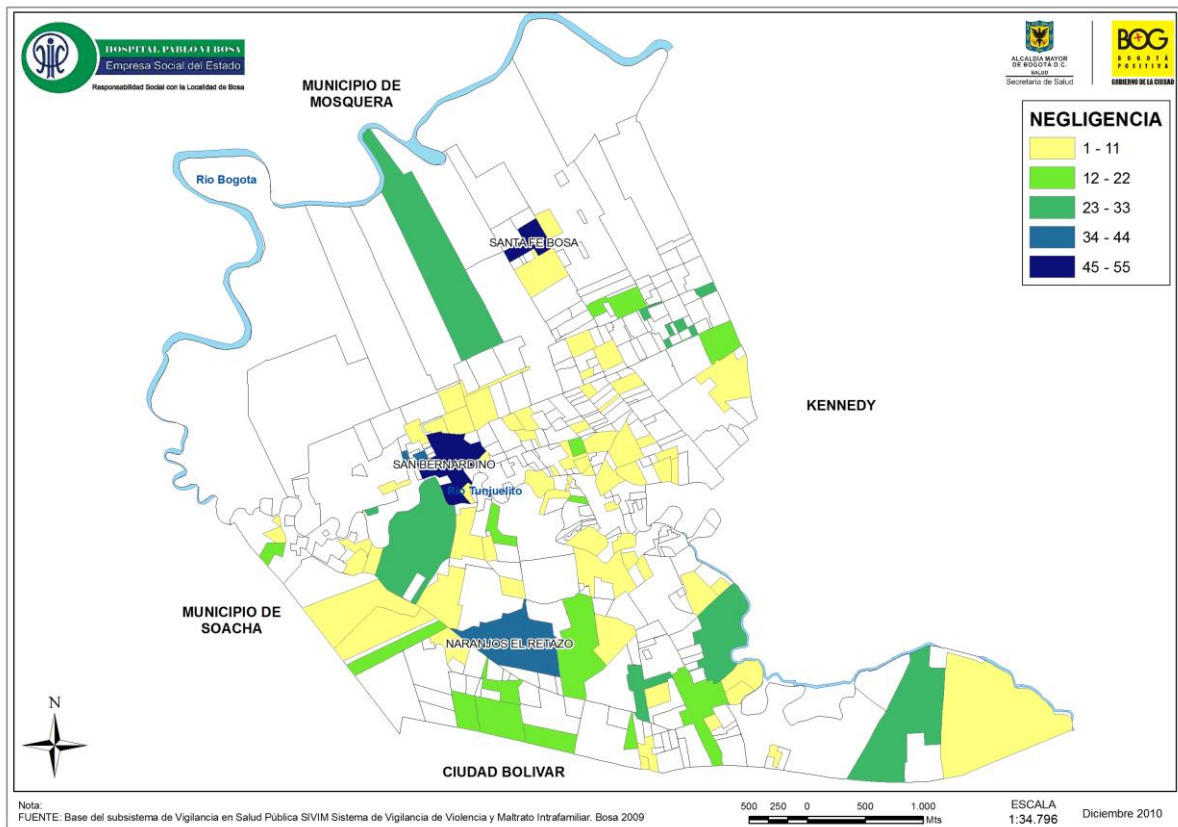 HOSPITAL PABLO VI BOSA
Empresa Social del Estado
Responsabilidad Social con la Localidad de Bosa
ALCALDÍA MAYOR
DE BOGOTÁ D.C.
SALUD
Secretaría de Salud
BOG
BOGOTÁ
POSITIVA
GOBIERNO DE LA CIUDAD
MUNICIPIO DE
MOSQUERA
NEGLIGENCIA
1 - 11
12 - 22
23 - 33
34 - 44
45 - 55
Rio Bogota
SANTA FE BOSA
KENNEDY
SAN BERNARDINO
Rio Tunjuelito
MUNICIPIO DE
SOACHA
NARANJOS EL RETAZO
N
CIUDAD BOLIVAR
Nota:
FUENTE: Base del subsistema de Vigilancia en Salud Pública SIVIM Sistema de Vigilancia de Violencia y Maltrato Intrafamiliar. Bosa 2009
500 250 0 500 1.000
Mts
ESCALA
1:34.796
Diciembre 2010